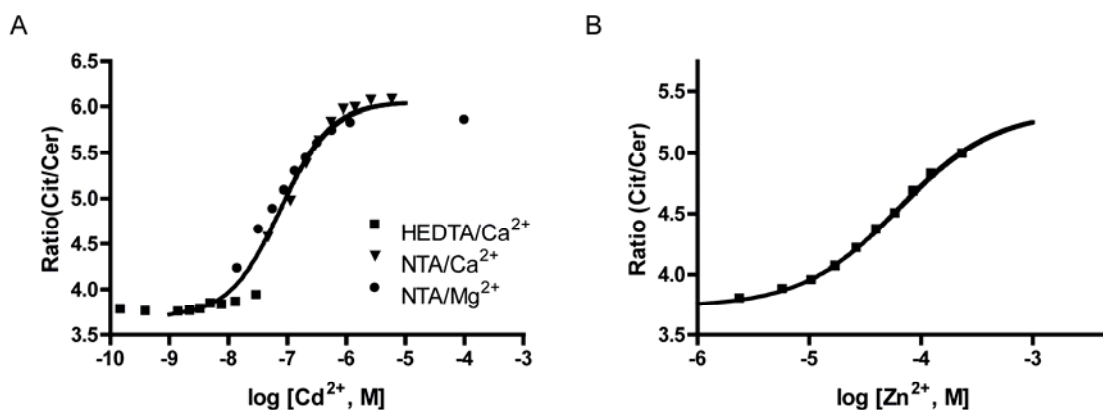 A
B
Ratio(Cit/Cer)
6.5
6.0
5.5
5.0
4.5
4.0
3.5
HEDTA/Ca²⁺
NTA/Ca²⁺
NTA/Mg²⁺
-10 -9 -8 -7 -6 -5 -4 -3
log [Cd²⁺, M]
Ratio (Cit/Cer)
5.5
5.0
4.5
4.0
3.5
-6 -5 -4 -3
log [Zn²⁺, M]